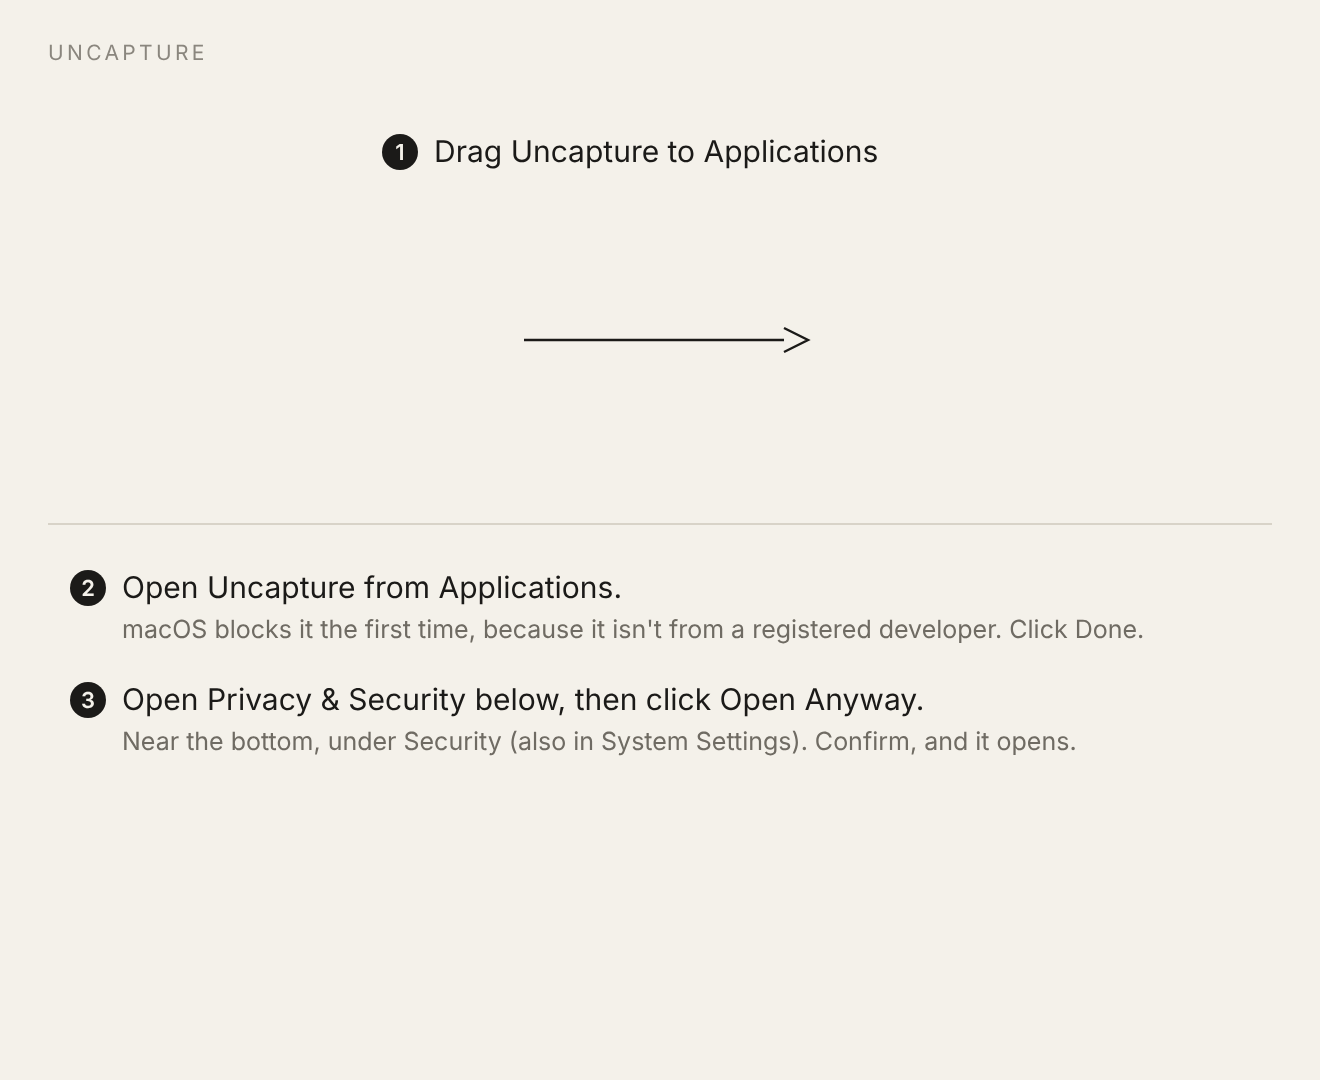 UNCAPTURE
1 Drag Uncapture to Applications
2 Open Uncapture from Applications.
macOS blocks it the first time, because it isn't from a registered developer. Click Done.
3 Open Privacy & Security below, then click Open Anyway.
Near the bottom, under Security (also in System Settings). Confirm, and it opens.